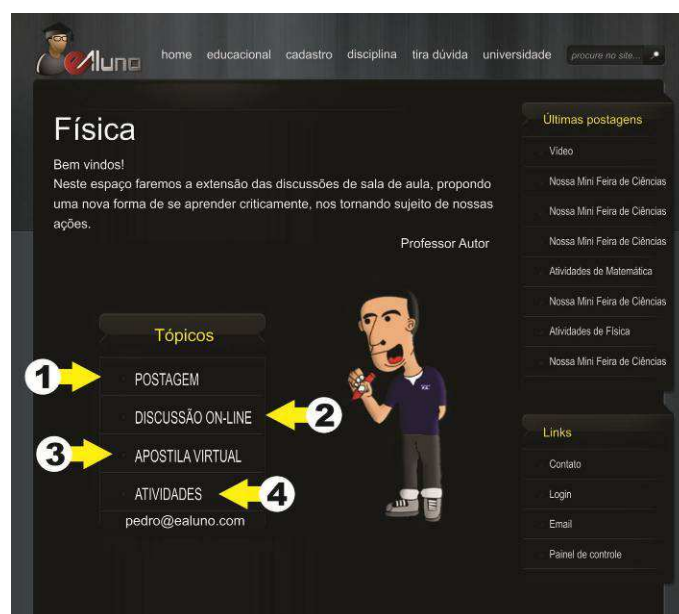 eAluno
home educacional cadastro disciplina tira dúvida universidade procure no site...
Física
Bem vindos!
Neste espaço faremos a extensão das discussões de sala de aula, propondo
uma nova forma de se aprender criticamente, nos tornando sujeito de nossas
ações.
Professor Autor
Tópicos
1 POSTAGEM
DISCUSSÃO ON-LINE 2
3 APOSTILA VIRTUAL
ATIVIDADES 4
pedro@ealuno.com
Últimas postagens
Vídeo
Nossa Mini Feira de Ciências
Nossa Mini Feira de Ciências
Nossa Mini Feira de Ciências
Atividades de Matemática
Nossa Mini Feira de Ciências
Atividades de Física
Nossa Mini Feira de Ciências
Links
Contato
Login
Email
Painel de controle